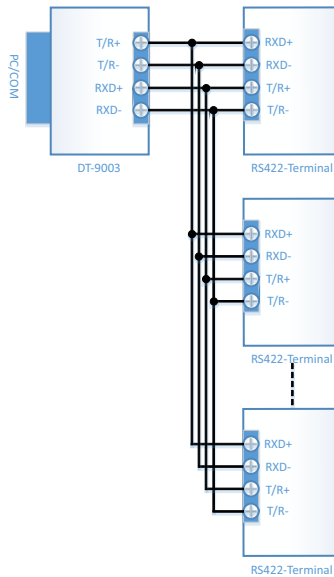 PC/COM
T/R+
T/R-
RXD+
RXD-
DT-9003
RXD+
RXD-
T/R+
T/R-
RS422-Terminal
RXD+
RXD-
T/R+
T/R-
RS422-Terminal
RXD+
RXD-
T/R+
T/R-
RS422-Terminal